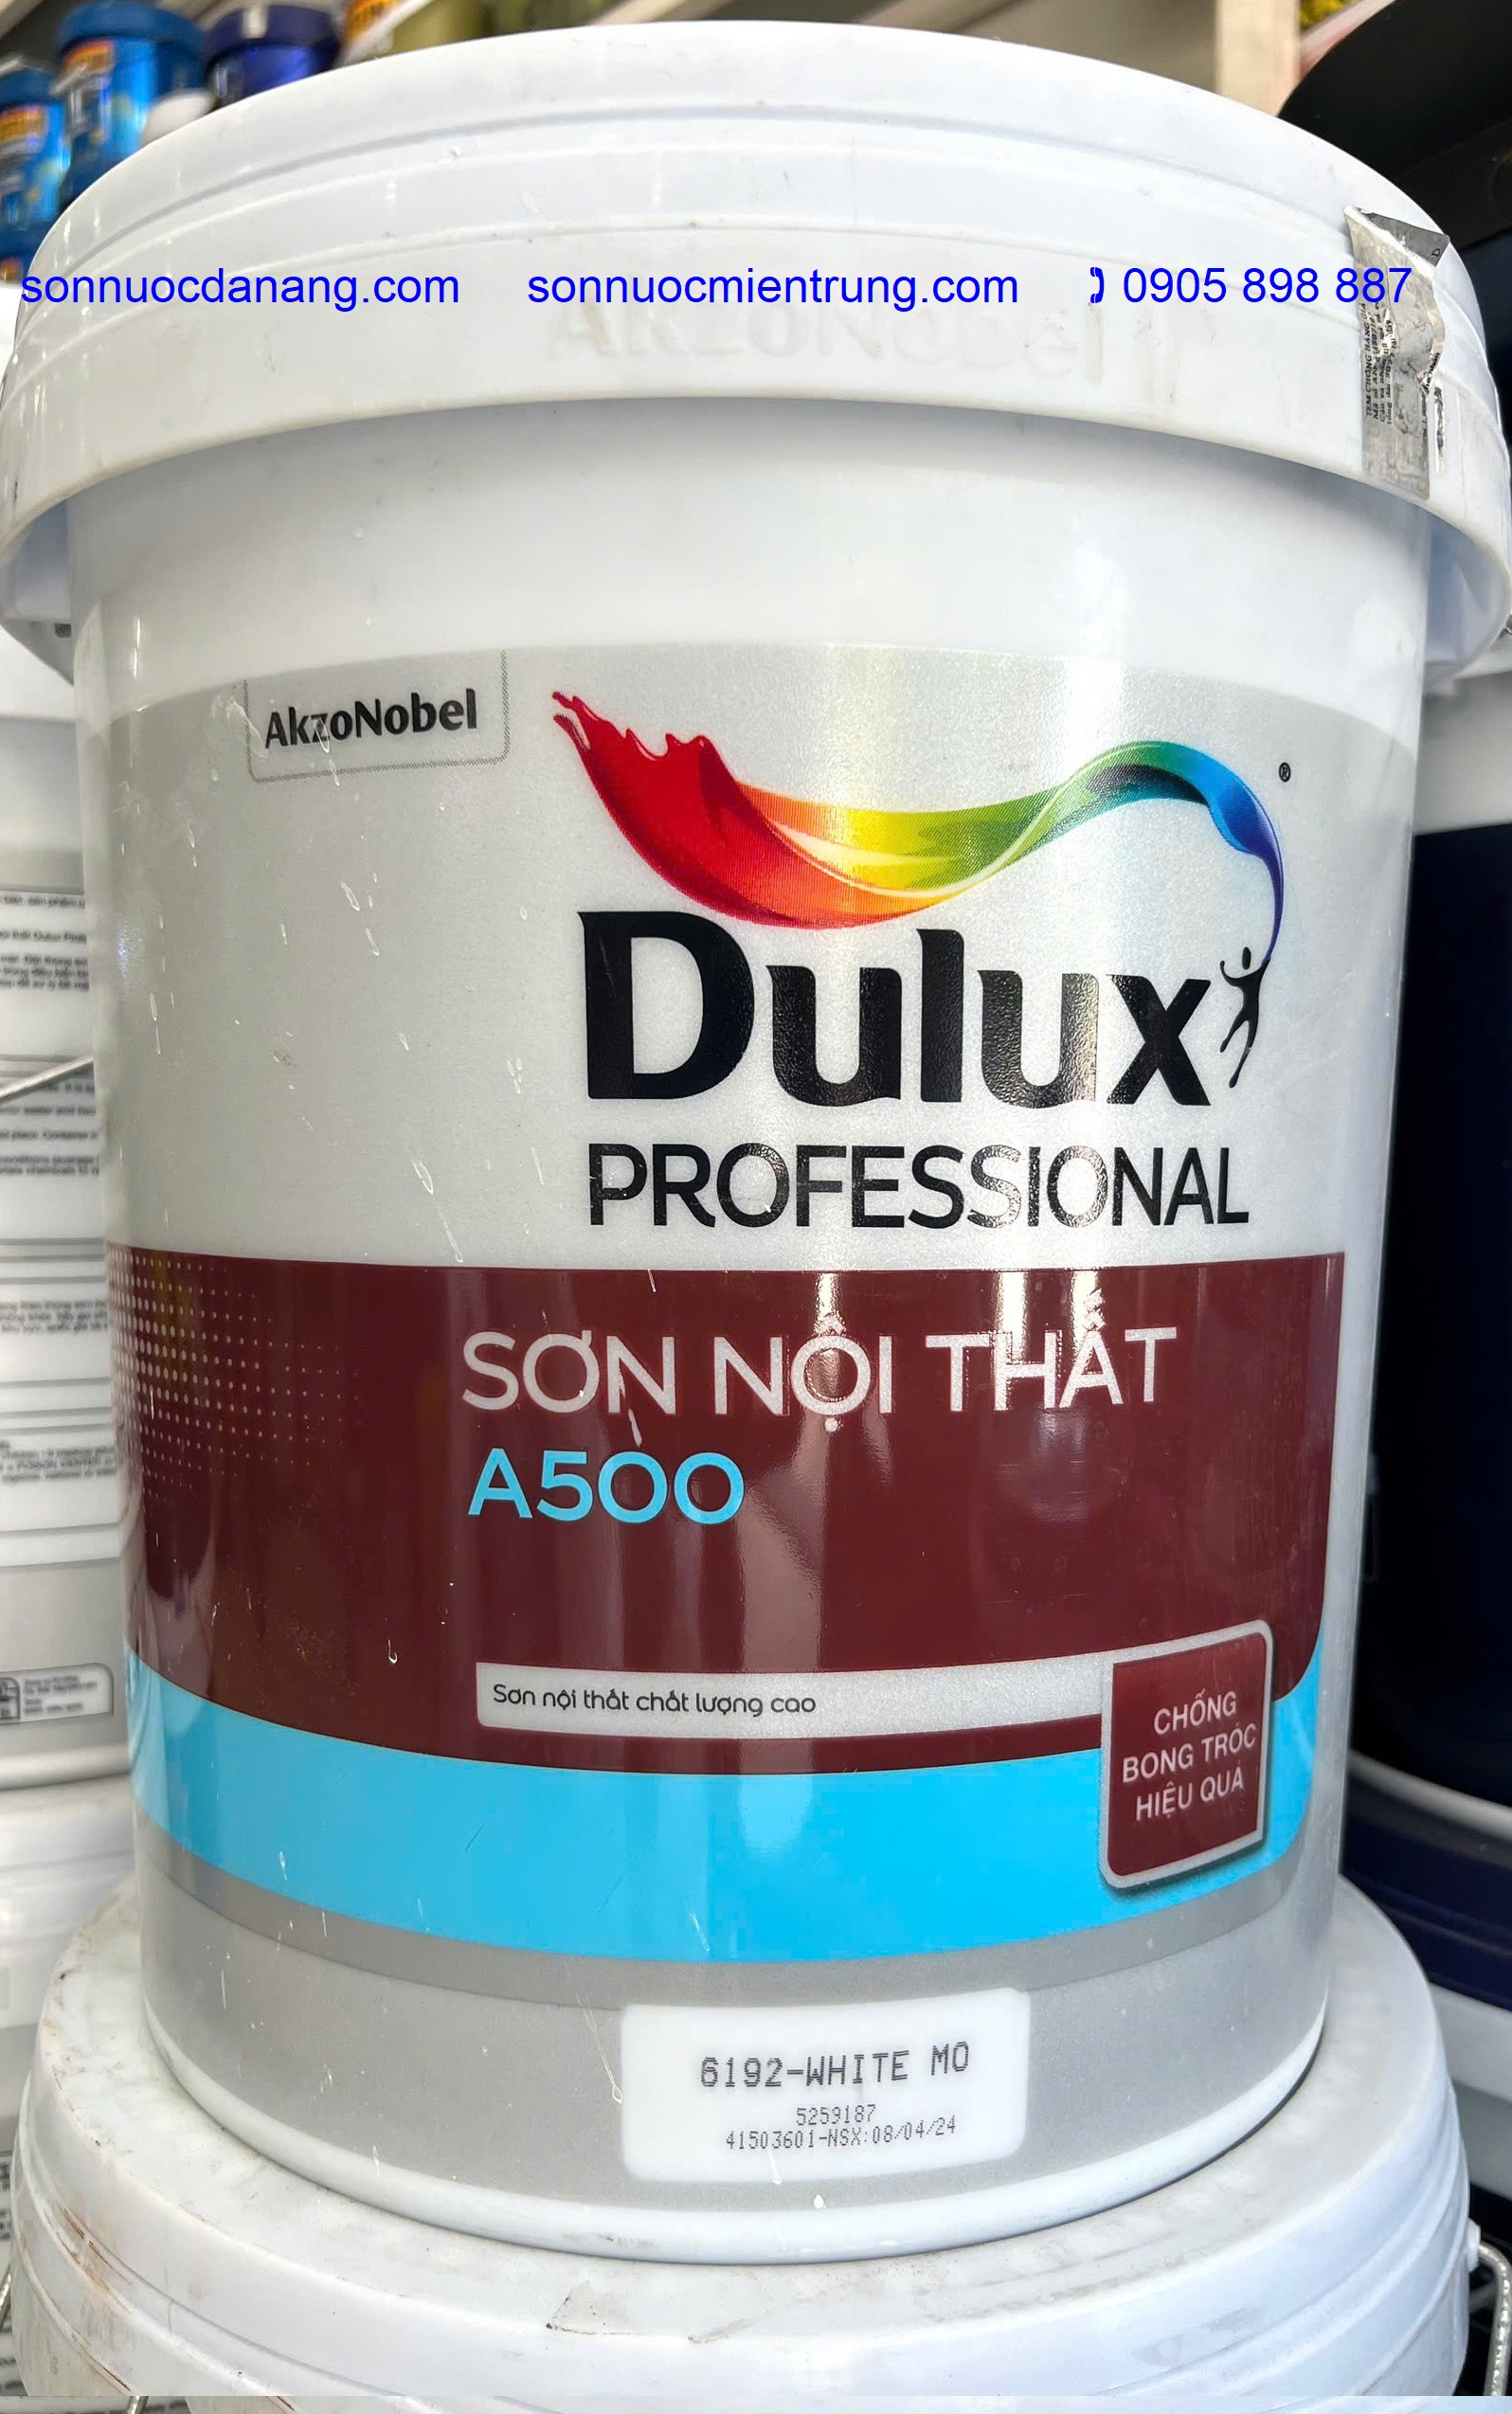 sonnuocdanang.com sonnuocmientrung.com 0905 898 887
AkzoNobel
AkzoNobel
®
Dulux
PROFESSIONAL
SƠN NỘI THẤT
A500
Sơn nội thất chất lượng cao
CHỐNG
BONG TRÓC
HIỆU QUẢ
6192-WHITE MO
5259187
41503601-NSX:08/04/24